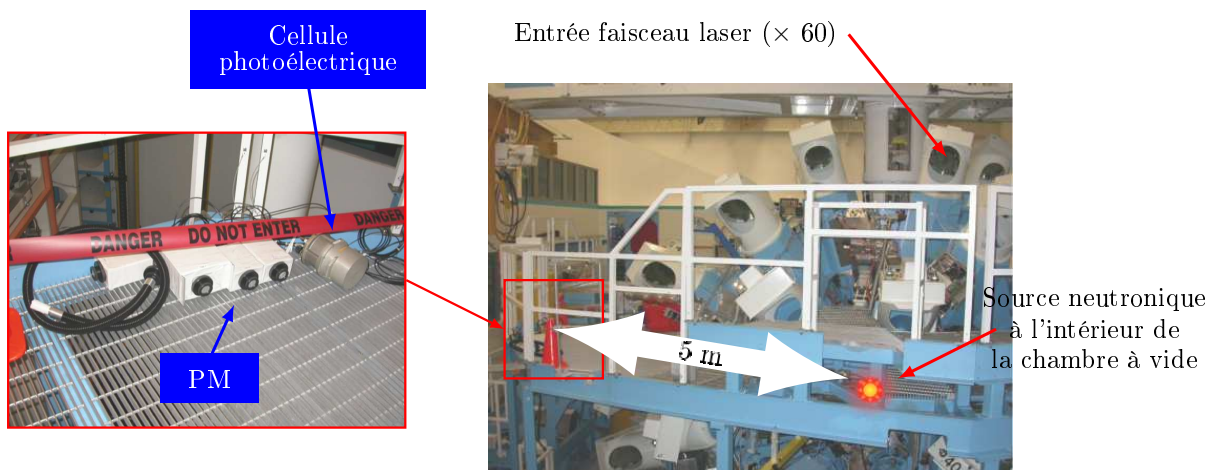 Cellule
photoélectrique
Entrée faisceau laser (× 60)
DANGER DO NOT ENTER DANGER
PM
5 m
Source neutronique
à l'intérieur de
la chambre à vide